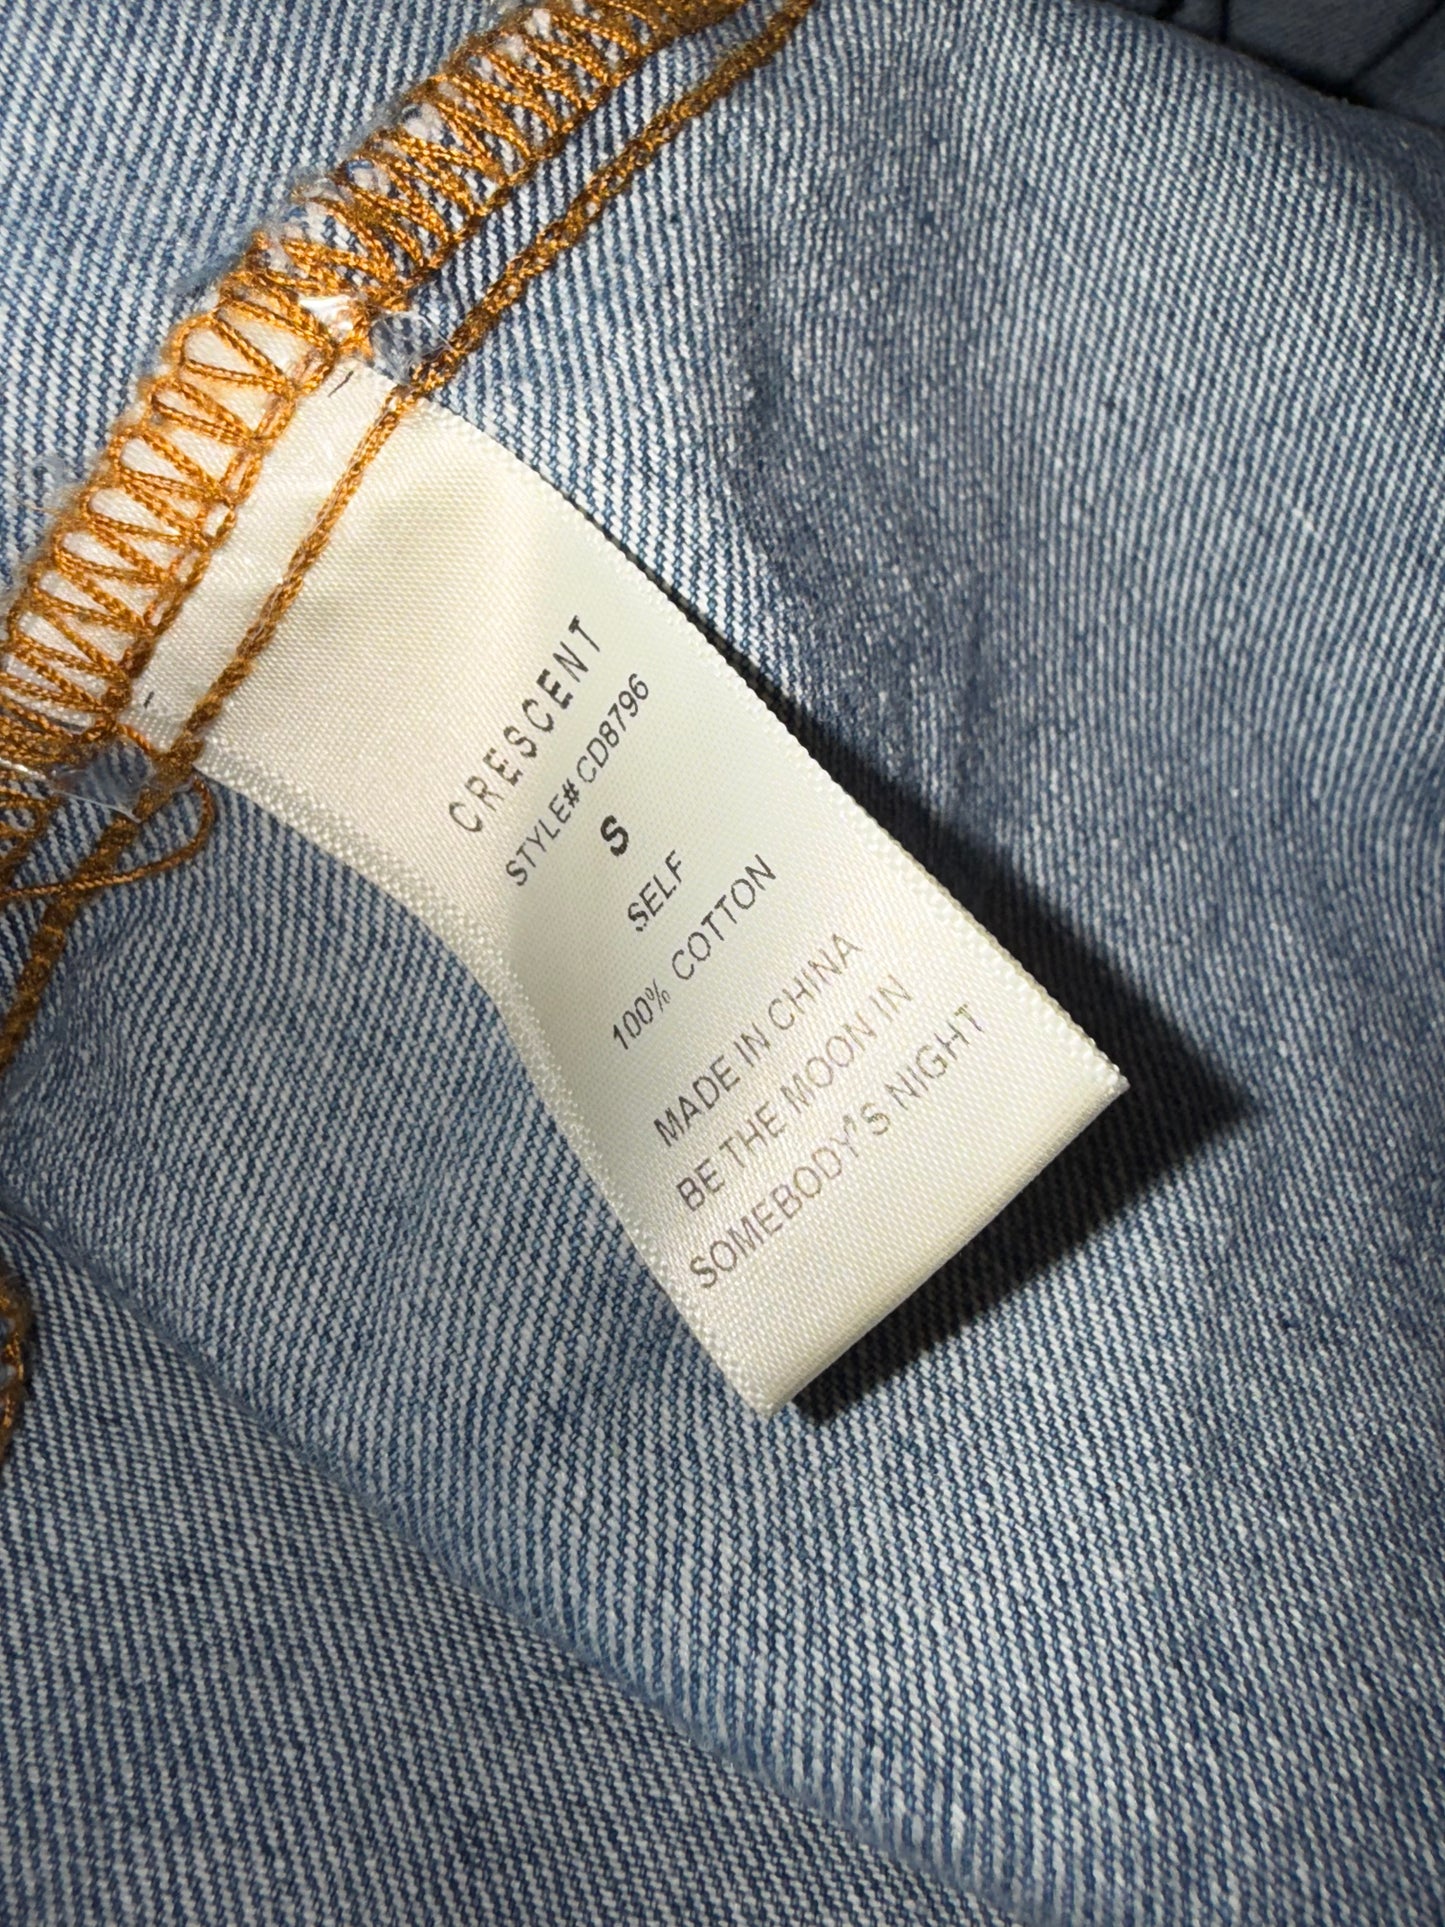 CRESCENT
STYLE# CD8796
S
SELF
100% COTTON
MADE IN CHINA
BE THE MOON IN
SOMEBODY'S NIGHT